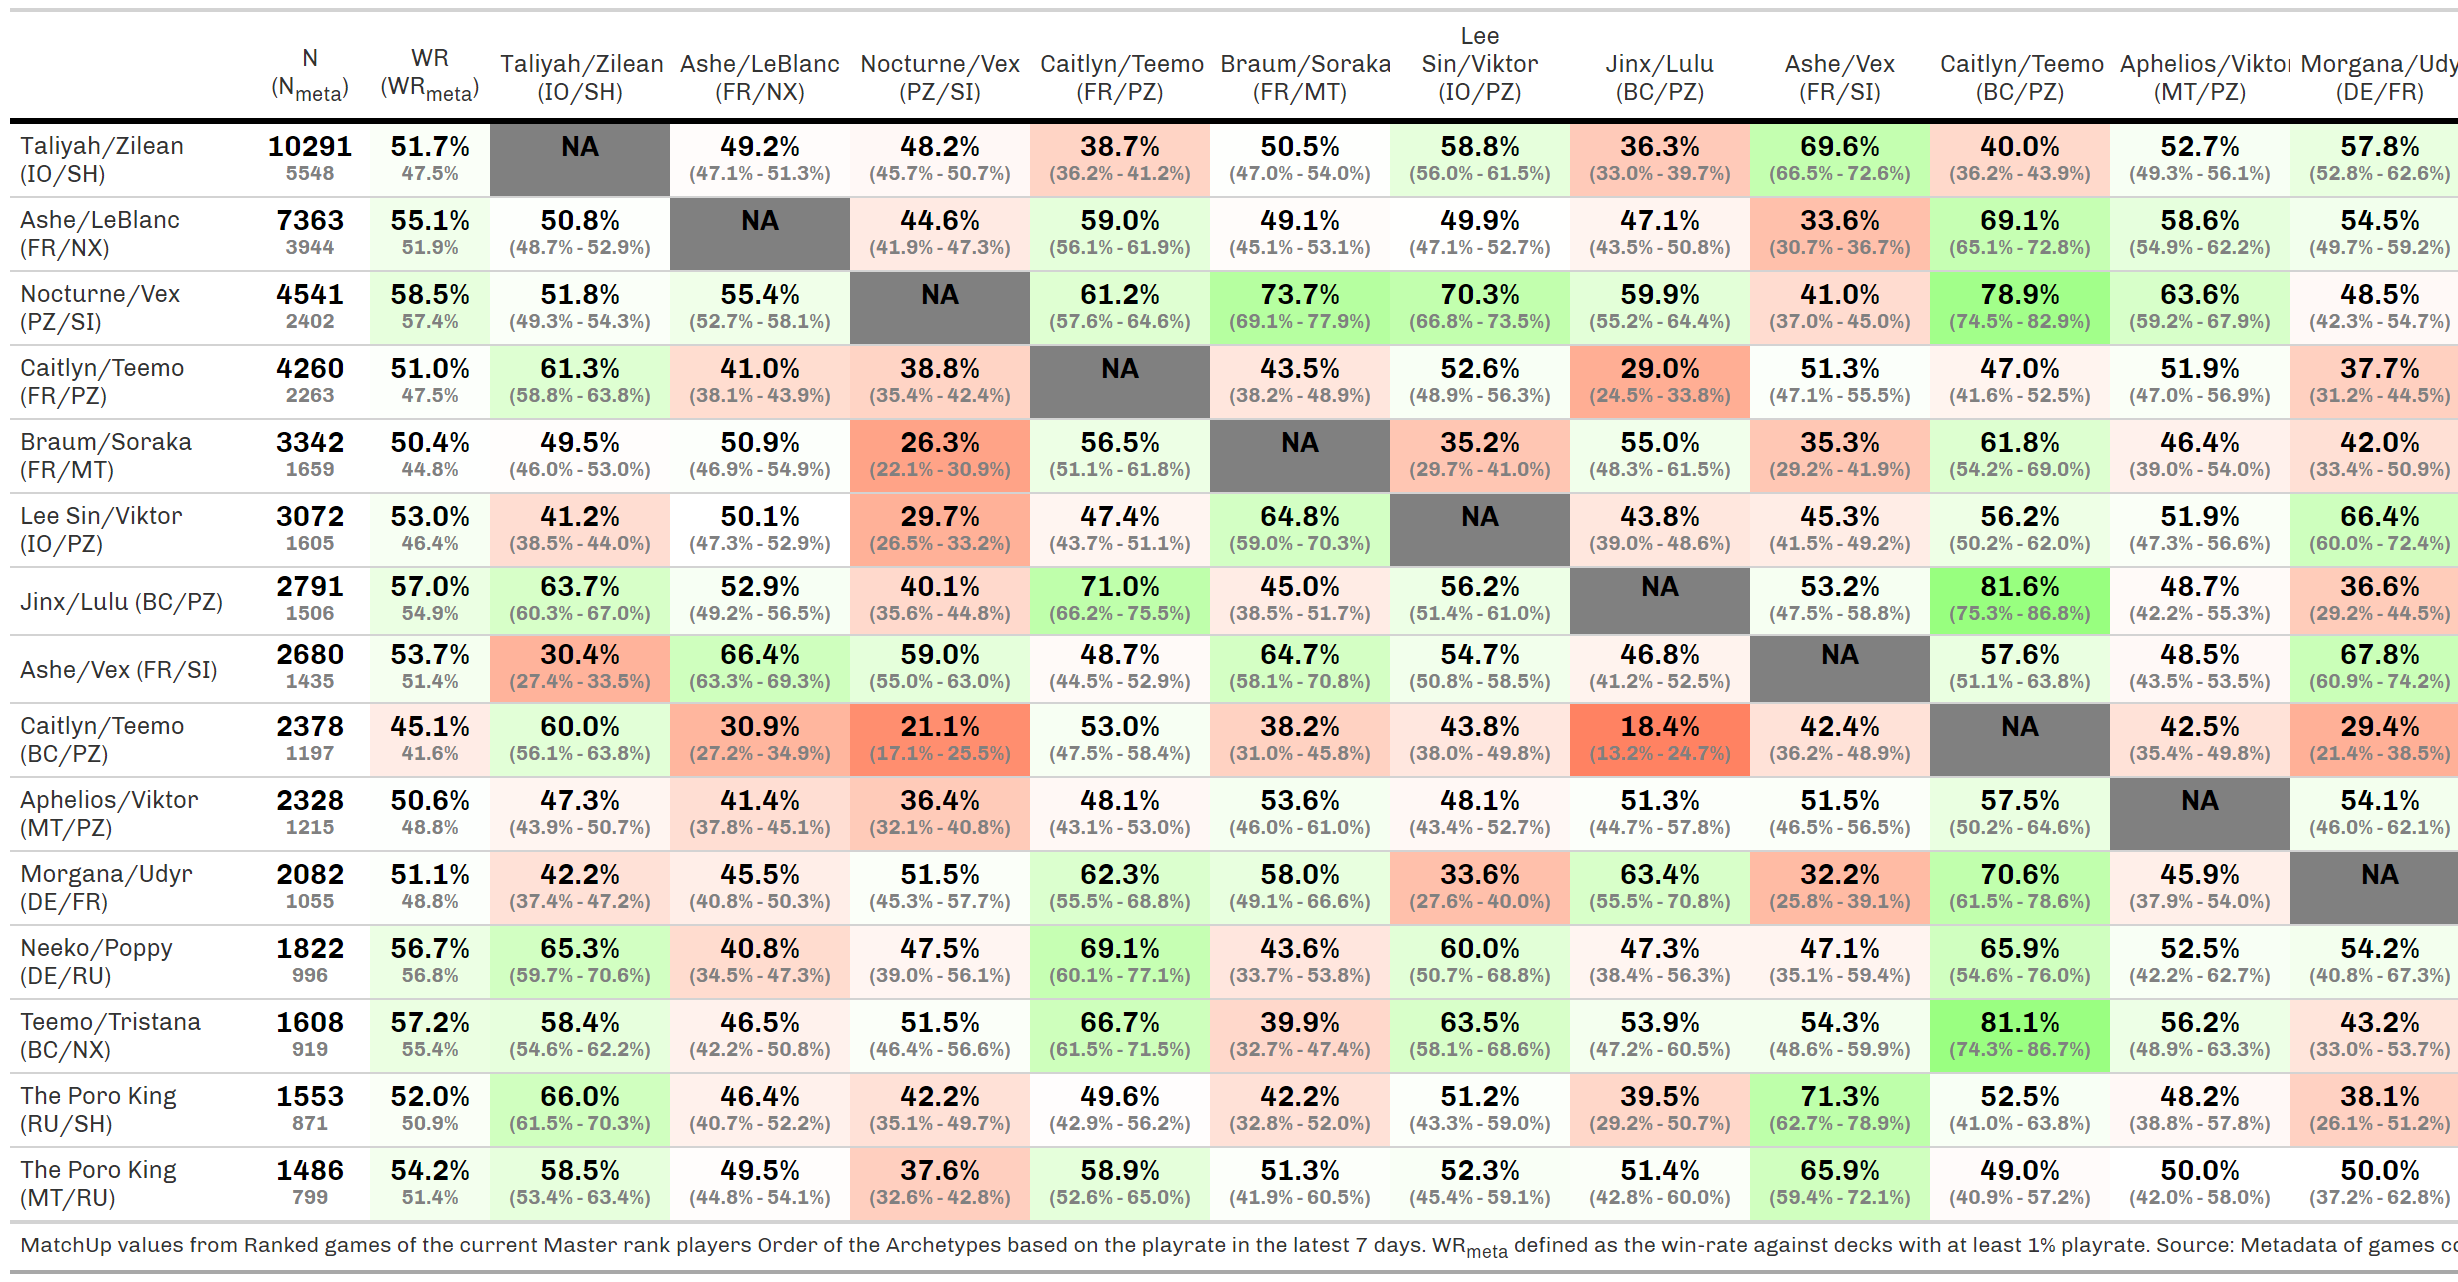 N WR Taliyah/Zilean Ashe/LeBlanc Nocturne/Vex Caitlyn/Teemo Braum/Soraka Lee Sin/Viktor Jinx/Lulu Ashe/Vex Caitlyn/Teemo Aphelios/Viktor Morgana/Udy
(Nmeta) (WRmeta) (IO/SH) (FR/NX) (PZ/SI) (FR/PZ) (FR/MT) (IO/PZ) (BC/PZ) (FR/SI) (BC/PZ) (MT/PZ) (DE/FR)
Taliyah/Zilean 10291 51.7% NA 49.2% 48.2% 38.7% 50.5% 58.8% 36.3% 69.6% 40.0% 52.7% 57.8%
(IO/SH) 5548 47.5% (47.1% - 51.3%) (45.7% - 50.7%) (36.2% - 41.2%) (47.0% - 54.0%) (56.0% - 61.5%) (33.0% - 39.7%) (66.5% - 72.6%) (36.2% - 43.9%) (49.3% - 56.1%) (52.8% - 62.6%)
Ashe/LeBlanc 7363 55.1% 50.8% NA 44.6% 59.0% 49.1% 49.9% 47.1% 33.6% 69.1% 58.6% 54.5%
(FR/NX) 3944 51.9% (48.7% - 52.9%) (41.9% - 47.3%) (56.1% - 61.9%) (45.1% - 53.1%) (47.1% - 52.7%) (43.5% - 50.8%) (30.7% - 36.7%) (65.1% - 72.8%) (54.9% - 62.2%) (49.7% - 59.2%)
Nocturne/Vex 4541 58.5% 51.8% 55.4% NA 61.2% 73.7% 70.3% 59.9% 41.0% 78.9% 63.6% 48.5%
(PZ/SI) 2402 57.4% (49.3% - 54.3%) (52.7% - 58.1%) (57.6% - 64.6%) (69.1% - 77.9%) (66.8% - 73.5%) (55.2% - 64.4%) (37.0% - 45.0%) (74.5% - 82.9%) (59.2% - 67.9%) (42.3% - 54.7%)
Caitlyn/Teemo 4260 51.0% 61.3% 41.0% 38.8% NA 43.5% 52.6% 29.0% 51.3% 47.0% 51.9% 37.7%
(FR/PZ) 2263 47.5% (58.8% - 63.8%) (38.1% - 43.9%) (35.4% - 42.4%) (38.2% - 48.9%) (48.9% - 56.3%) (24.5% - 33.8%) (47.1% - 55.5%) (41.6% - 52.5%) (47.0% - 56.9%) (31.2% - 44.5%)
Braum/Soraka 3342 50.4% 49.5% 50.9% 26.3% 56.5% NA 35.2% 55.0% 35.3% 61.8% 46.4% 42.0%
(FR/MT) 1659 44.8% (46.0% - 53.0%) (46.9% - 54.9%) (22.1% - 30.9%) (51.1% - 61.8%) (29.7% - 41.0%) (48.3% - 61.5%) (29.2% - 41.9%) (54.2% - 69.0%) (39.0% - 54.0%) (33.4% - 50.9%)
Lee Sin/Viktor 3072 53.0% 41.2% 50.1% 29.7% 47.4% 64.8% NA 43.8% 45.3% 56.2% 51.9% 66.4%
(IO/PZ) 1605 46.4% (38.5% - 44.0%) (47.3% - 52.9%) (26.5% - 33.2%) (43.7% - 51.1%) (59.0% - 70.3%) (39.0% - 48.6%) (41.5% - 49.2%) (50.2% - 62.0%) (47.3% - 56.6%) (60.0% - 72.4%)
Jinx/Lulu (BC/PZ) 2791 57.0% 63.7% 52.9% 40.1% 71.0% 45.0% 56.2% NA 53.2% 81.6% 48.7% 36.6%
1506 54.9% (60.3% - 67.0%) (49.2% - 56.5%) (35.6% - 44.8%) (66.2% - 75.5%) (38.5% - 51.7%) (51.4% - 61.0%) (47.5% - 58.8%) (75.3% - 86.8%) (42.2% - 55.3%) (29.2% - 44.5%)
Ashe/Vex (FR/SI) 2680 53.7% 30.4% 66.4% 59.0% 48.7% 64.7% 54.7% 46.8% NA 57.6% 48.5% 67.8%
1435 51.4% (27.4% - 33.5%) (63.3% - 69.3%) (55.0% - 63.0%) (44.5% - 52.9%) (58.1% - 70.8%) (50.8% - 58.5%) (41.2% - 52.5%) (51.1% - 63.8%) (43.5% - 53.5%) (60.9% - 74.2%)
Caitlyn/Teemo 2378 45.1% 60.0% 30.9% 21.1% 53.0% 38.2% 43.8% 18.4% 42.4% NA 42.5% 29.4%
(BC/PZ) 1197 41.6% (56.1% - 63.8%) (27.2% - 34.9%) (17.1% - 25.5%) (47.5% - 58.4%) (31.0% - 45.8%) (38.0% - 49.8%) (13.2% - 24.7%) (36.2% - 48.9%) (35.4% - 49.8%) (21.4% - 38.5%)
Aphelios/Viktor 2328 50.6% 47.3% 41.4% 36.4% 48.1% 53.6% 48.1% 51.3% 51.5% 57.5% NA 54.1%
(MT/PZ) 1215 48.8% (43.9% - 50.7%) (37.8% - 45.1%) (32.1% - 40.8%) (43.1% - 53.0%) (46.0% - 61.0%) (43.4% - 52.7%) (44.7% - 57.8%) (46.5% - 56.5%) (50.2% - 64.6%) (46.0% - 62.1%)
Morgana/Udyr 2082 51.1% 42.2% 45.5% 51.5% 62.3% 58.0% 33.6% 63.4% 32.2% 70.6% 45.9% NA
(DE/FR) 1055 48.8% (37.4% - 47.2%) (40.8% - 50.3%) (45.3% - 57.7%) (55.5% - 68.8%) (49.1% - 66.6%) (27.6% - 40.0%) (55.5% - 70.8%) (25.8% - 39.1%) (61.5% - 78.6%) (37.9% - 54.0%)
Neeko/Poppy 1822 56.7% 65.3% 40.8% 47.5% 69.1% 43.6% 60.0% 47.3% 47.1% 65.9% 52.5% 54.2%
(DE/RU) 996 56.8% (59.7% - 70.6%) (34.5% - 47.3%) (39.0% - 56.1%) (60.1% - 77.1%) (33.7% - 53.8%) (50.7% - 68.8%) (38.4% - 56.3%) (35.1% - 59.4%) (54.6% - 76.0%) (42.2% - 62.7%) (40.8% - 67.3%)
Teemo/Tristana 1608 57.2% 58.4% 46.5% 51.5% 66.7% 39.9% 63.5% 53.9% 54.3% 81.1% 56.2% 43.2%
(BC/NX) 919 55.4% (54.6% - 62.2%) (42.2% - 50.8%) (46.4% - 56.6%) (61.5% - 71.5%) (32.7% - 47.4%) (58.1% - 68.6%) (47.2% - 60.5%) (48.6% - 59.9%) (74.3% - 86.7%) (48.9% - 63.3%) (33.0% - 53.7%)
The Poro King 1553 52.0% 66.0% 46.4% 42.2% 49.6% 42.2% 51.2% 39.5% 71.3% 52.5% 48.2% 38.1%
(RU/SH) 871 50.9% (61.5% - 70.3%) (40.7% - 52.2%) (35.1% - 49.7%) (42.9% - 56.2%) (32.8% - 52.0%) (43.3% - 59.0%) (29.2% - 50.7%) (62.7% - 78.9%) (41.0% - 63.8%) (38.8% - 57.8%) (26.1% - 51.2%)
The Poro King 1486 54.2% 58.5% 49.5% 37.6% 58.9% 51.3% 52.3% 51.4% 65.9% 49.0% 50.0% 50.0%
(MT/RU) 799 51.4% (53.4% - 63.4%) (44.8% - 54.1%) (32.6% - 42.8%) (52.6% - 65.0%) (41.9% - 60.5%) (45.4% - 59.1%) (42.8% - 60.0%) (59.4% - 72.1%) (40.9% - 57.2%) (42.0% - 58.0%) (37.2% - 62.8%)
MatchUp values from Ranked games of the current Master rank players Order of the Archetypes based on the playrate in the latest 7 days. WRmeta defined as the win-rate against decks with at least 1% playrate. Source: Metadata of games co